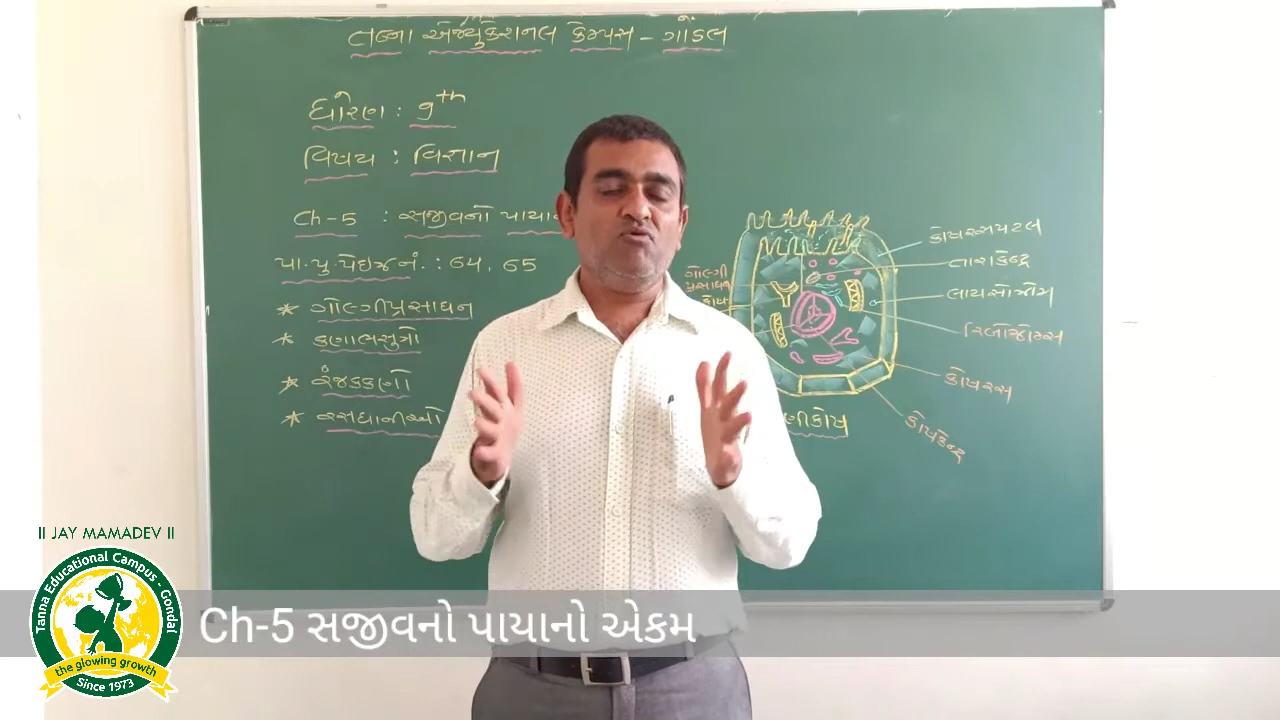 તન્ના એજ્યુકેશનલ કેમ્પસ – ગોંડલ
ધોરણ : 9th
વિષય : વિજ્ઞાન
Ch-5 : સજીવનો પાયાનો
પા.પુ.પેઇજ નં. : 64, 65
* ગોલ્ગીપ્રસાધન
* કણાભસુત્રો
* રંજકકણો
* રસધાનીઓ
કોષરસપટલ
તારાકેન્દ્ર
લાયસોઝોમ
રિબોઝોમ્સ
કોષરસ
કોષકેન્દ્ર
ગોલ્ગી
પ્રસાધન
કાય
ણીકોષ
II JAY MAMADEV II
Tanna Educational Campus - Gondal
the glowing growth
Since 1973
Ch-5 સજીવનો પાયાનો એકમ